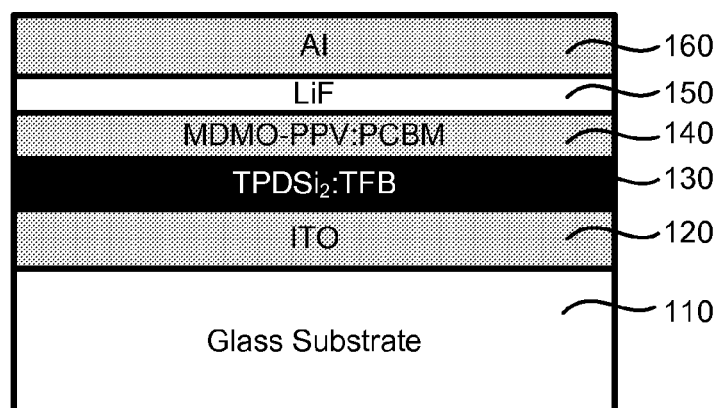 Al 160
LiF 150
MDMO-PPV:PCBM 140
TPDSi₂:TFB 130
ITO 120
110
Glass Substrate